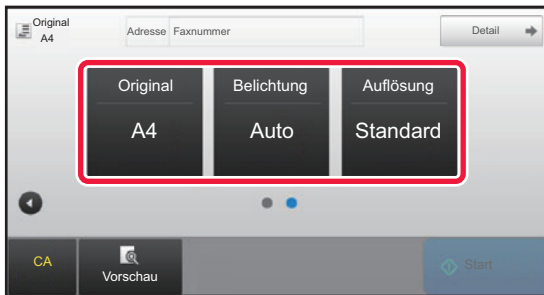 Original
A4
Adresse Faxnummer
Detail
Original Belichtung Auflösung
A4 Auto Standard
CA
Vorschau
Start